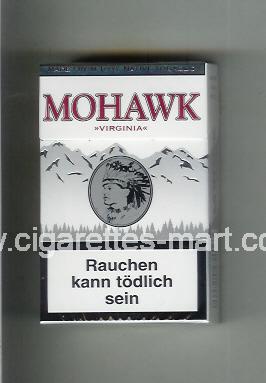 MOHAWK
»VIRGINIA«
www.cigarettes-mart.com
Rauchen
kann tödlich
sein